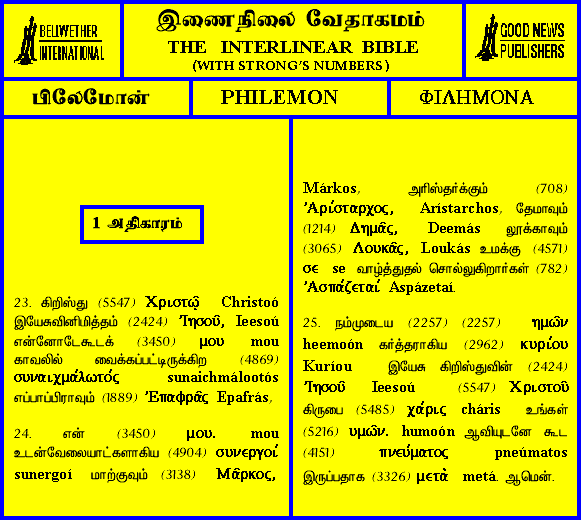 BELLWETHER
INTERNATIONAL
இணைநிலை வேதாகமம்
THE INTERLINEAR BIBLE
(WITH STRONG'S NUMBERS)
GOOD NEWS
PUBLISHERS
பிலேமோன்
PHILEMON
ΦΙΛΗΜΟΝΑ
1 அதிகாரம்
23. கிறிஸ்து (5547) Χριστῷ Christoó
இயேசுவினிமித்தம் (2424) Ἰησοῦ, Ieesoú
என்னோடேகூடக் (3450) μου mou
காவலில் வைக்கப்பட்டிருக்கிற (4869)
συναιχμάλωτός sunaichmálootós
எப்பாப்பிராவும் (1889) Ἐπαφρᾶς Epafrás,
24. என் (3450) μου. mou
உடன்வேலையாட்களாகிய (4904) συνεργοί
sunergoí மாற்குவும் (3138) Μᾶρκος,
Márkos, அரிஸ்தர்க்கும் (708)
Ἀρίσταρχος, Arístarchos, தேமாவும்
(1214) Δημᾶς, Deemás லூக்காவும்
(3065) Λουκᾶς, Loukás உமக்கு (4571)
σε se வாழ்த்துதல் சொல்லுகிறார்கள் (782)
Ἀσπάζεταί Aspázetaí.
25. நம்முடைய (2257) (2257) ημών
heemoón கர்த்தராகிய (2962) κυρίου
Kuríou இயேசு கிறிஸ்துவின் (2424)
Ἰησοῦ Ieesoú (5547) Χριστοῦ
கிருபை (5485) χάρις cháris உங்கள்
(5216) υμών. humoón ஆவியுடனே கூட
(4151) πνεύματος pneúmatos
இருப்பதாக (3326) μετὰ metá. ஆமென்.